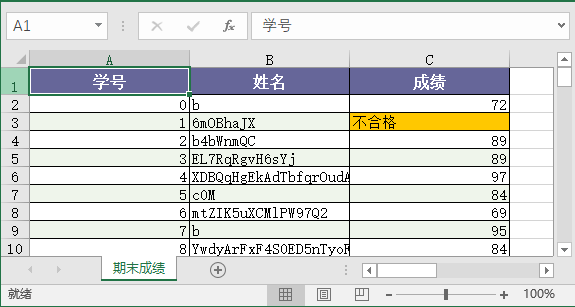 A1 fx 学号
A B C
1 学号 姓名 成绩
2 0 b 72
3 1 6mOBhaJX 不合格
4 2 b4bWnmQC 89
5 3 EL7RqRgvH6sYj 89
6 4 XDBQqHgEkAdTbfqrOudA 97
7 5 cOM 84
8 6 mtZIK5uXCMlPW97Q2 69
9 7 b 95
10 8 YwdyArFxF4SOED5nTyoF 84
期末成绩
就绪 100%